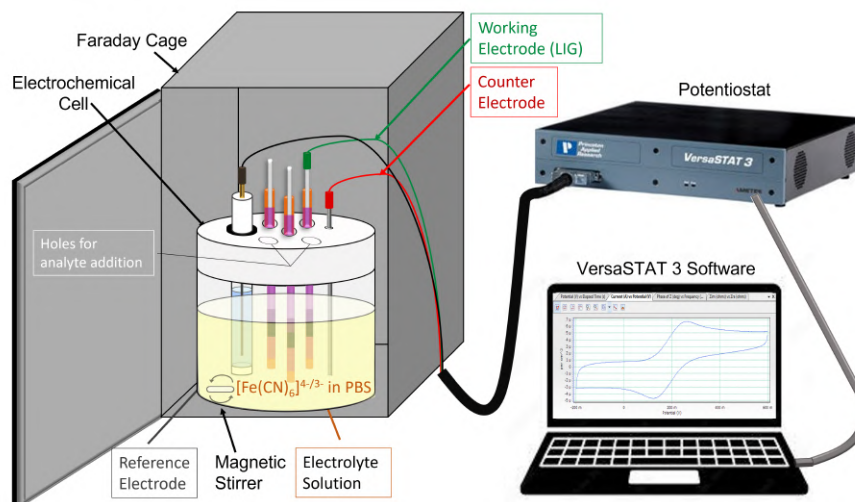 Faraday Cage
Electrochemical
Cell
Working
Electrode (LIG)
Counter
Electrode
Potentiostat
Princeton
Applied
Research
VersaSTAT 3
AMETEK
Holes for
analyte addition
VersaSTAT 3 Software
[Fe(CN)6]4-/3- in PBS
Reference
Electrode
Magnetic
Stirrer
Electrolyte
Solution